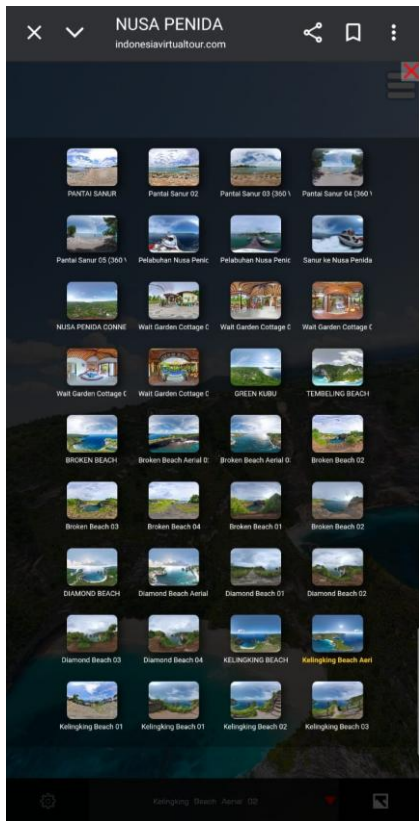 NUSA PENIDA
indonesiavirtualtour.com
PANTAI SANUR
Pantai Sanur 02
Pantai Sanur 03 (360 \
Pantai Sanur 04 (360 \
Pantai Sanur 05 (360 \
Pelabuhan Nusa Penic
Pelabuhan Nusa Penic
Sanur ke Nusa Penida
NUSA PENIDA CONNE
Wait Garden Cottage C
Wait Garden Cottage C
Wait Garden Cottage C
Wait Garden Cottage C
Wait Garden Cottage C
GREEN KUBU
TEMBELING BEACH
BROKEN BEACH
Broken Beach Aerial 0:
Broken Beach Aerial 0:
Broken Beach 02
Broken Beach 03
Broken Beach 04
Broken Beach 01
Broken Beach 02
DIAMOND BEACH
Diamond Beach Aerial
Diamond Beach 01
Diamond Beach 02
Diamond Beach 03
Diamond Beach 04
KELINGKING BEACH
Kelingking Beach Aeri
Kelingking Beach 01
Kelingking Beach 01
Kelingking Beach 02
Kelingking Beach 03
Kelingking Beach Aerial 02